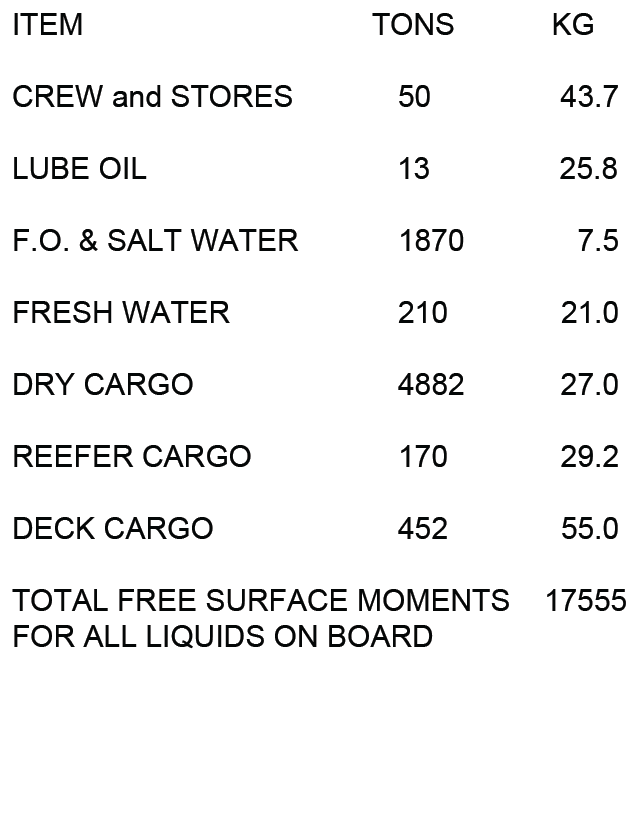 ITEM TONS KG
CREW and STORES 50 43.7
LUBE OIL 13 25.8
F.O. & SALT WATER 1870 7.5
FRESH WATER 210 21.0
DRY CARGO 4882 27.0
REEFER CARGO 170 29.2
DECK CARGO 452 55.0
TOTAL FREE SURFACE MOMENTS 17555
FOR ALL LIQUIDS ON BOARD